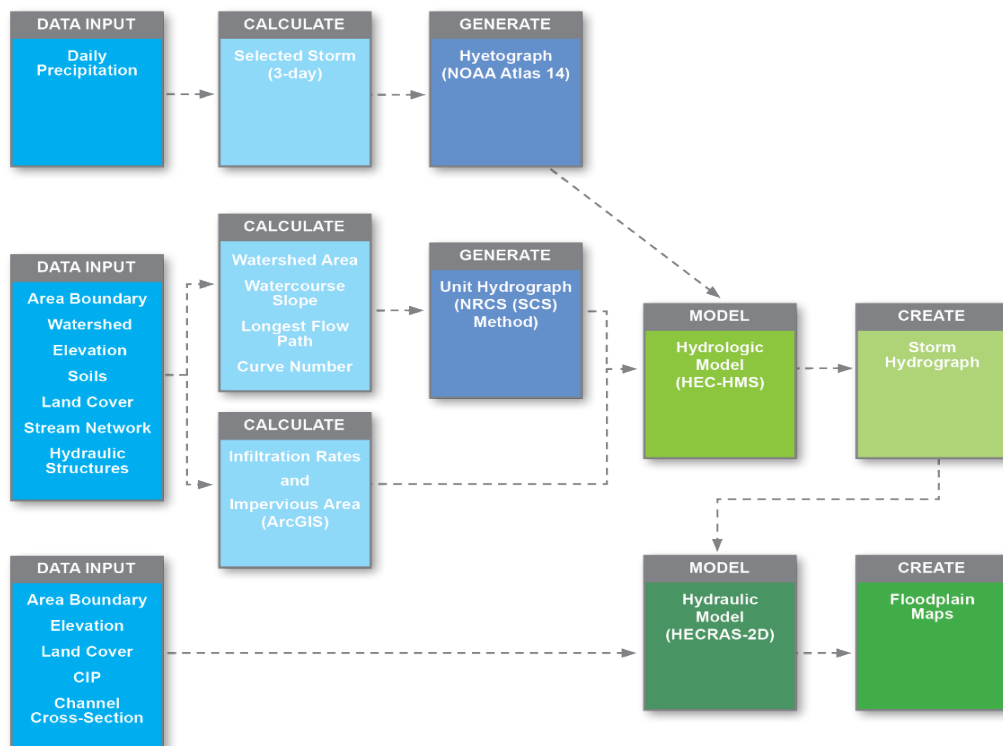 DATA INPUT
Daily
Precipitation
CALCULATE
Selected Storm
(3-day)
GENERATE
Hyetograph
(NOAA Atlas 14)
DATA INPUT
Area Boundary
Watershed
Elevation
Soils
Land Cover
Stream Network
Hydraulic
Structures
CALCULATE
Watershed Area
Watercourse
Slope
Longest Flow
Path
Curve Number
GENERATE
Unit Hydrograph
(NRCS (SCS)
Method)
CALCULATE
Infiltration Rates
and
Impervious Area
(ArcGIS)
MODEL
Hydrologic
Model
(HEC-HMS)
CREATE
Storm
Hydrograph
DATA INPUT
Area Boundary
Elevation
Land Cover
CIP
Channel
Cross-Section
MODEL
Hydraulic
Model
(HECRAS-2D)
CREATE
Floodplain
Maps